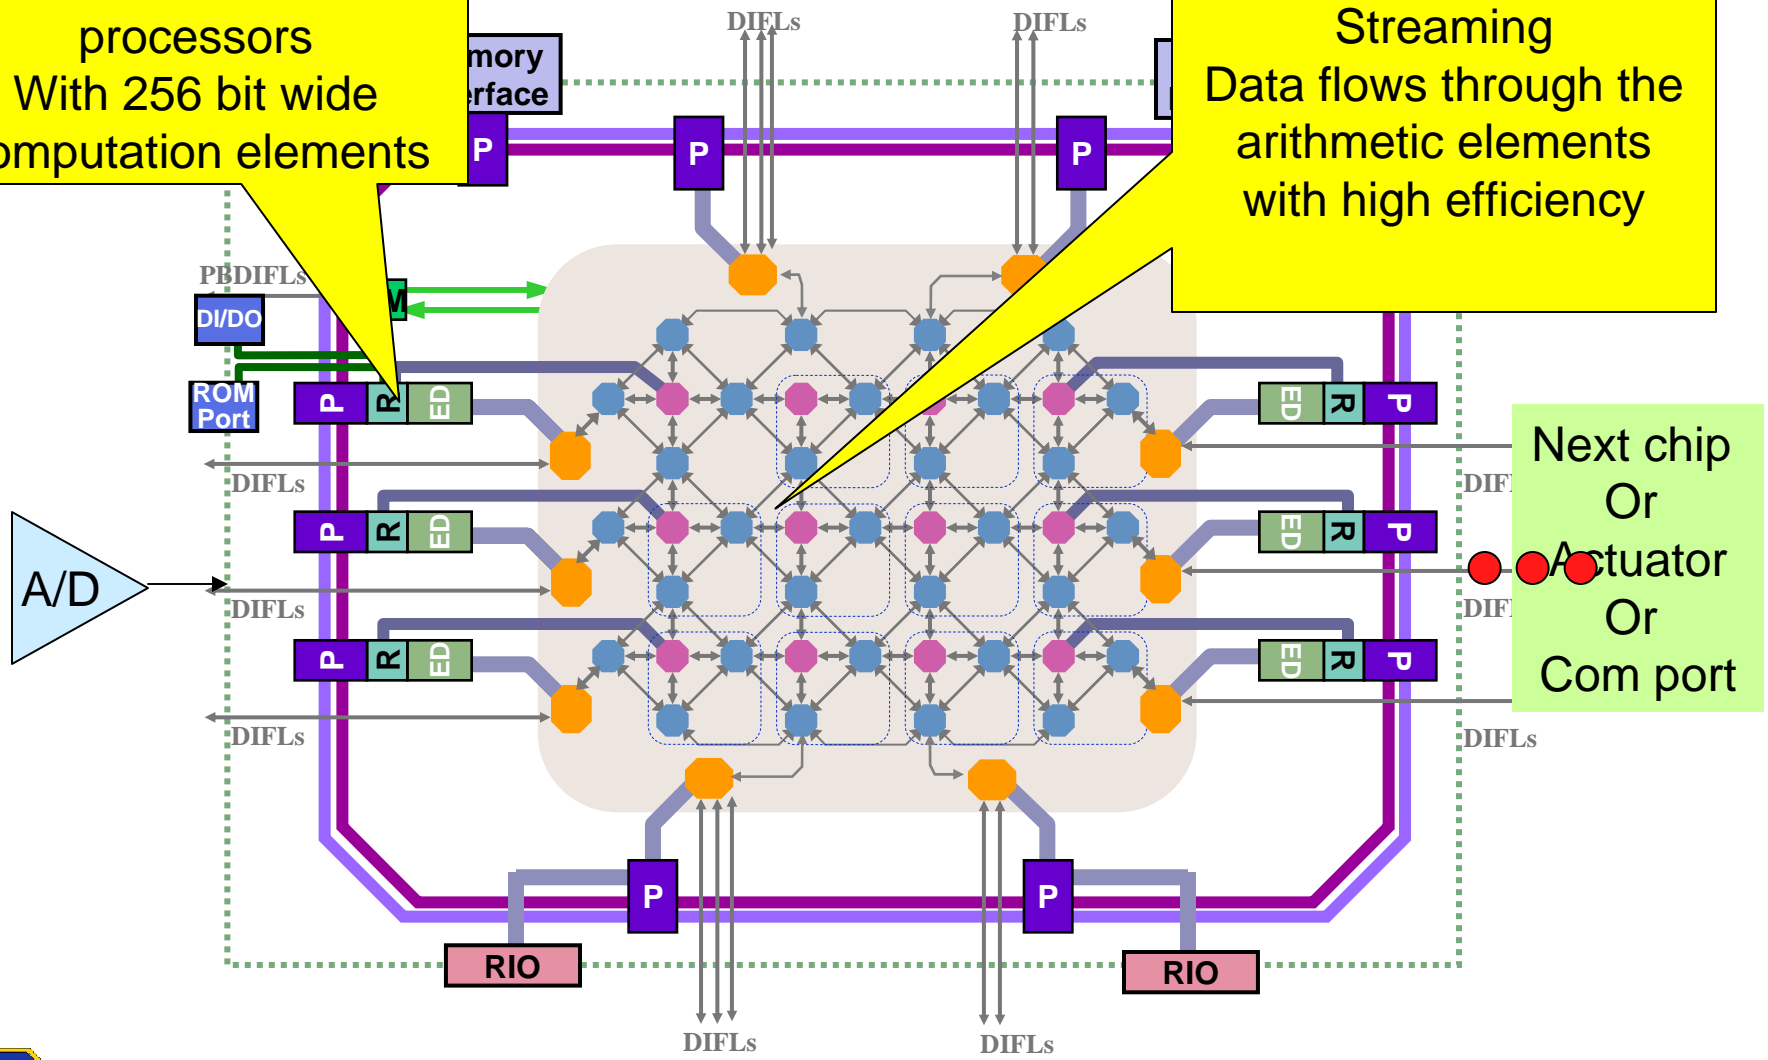 processors
With 256 bit wide
omputation elements
mory
erface
P
DIFLs
P
DIFLs
P
Streaming
Data flows through the
arithmetic elements
with high efficiency
PBDIFLs
M
DI/DO
ROM
Port
P
R
ED
ED
R
P
DIFLs
DIF
P
R
ED
ED
R
P
A/D
DIFLs
DIF
P
R
ED
ED
R
P
DIFLs
DIFLs
Next chip
Or
Actuator
Or
Com port
P
P
RIO
RIO
DIFLs
DIFLs